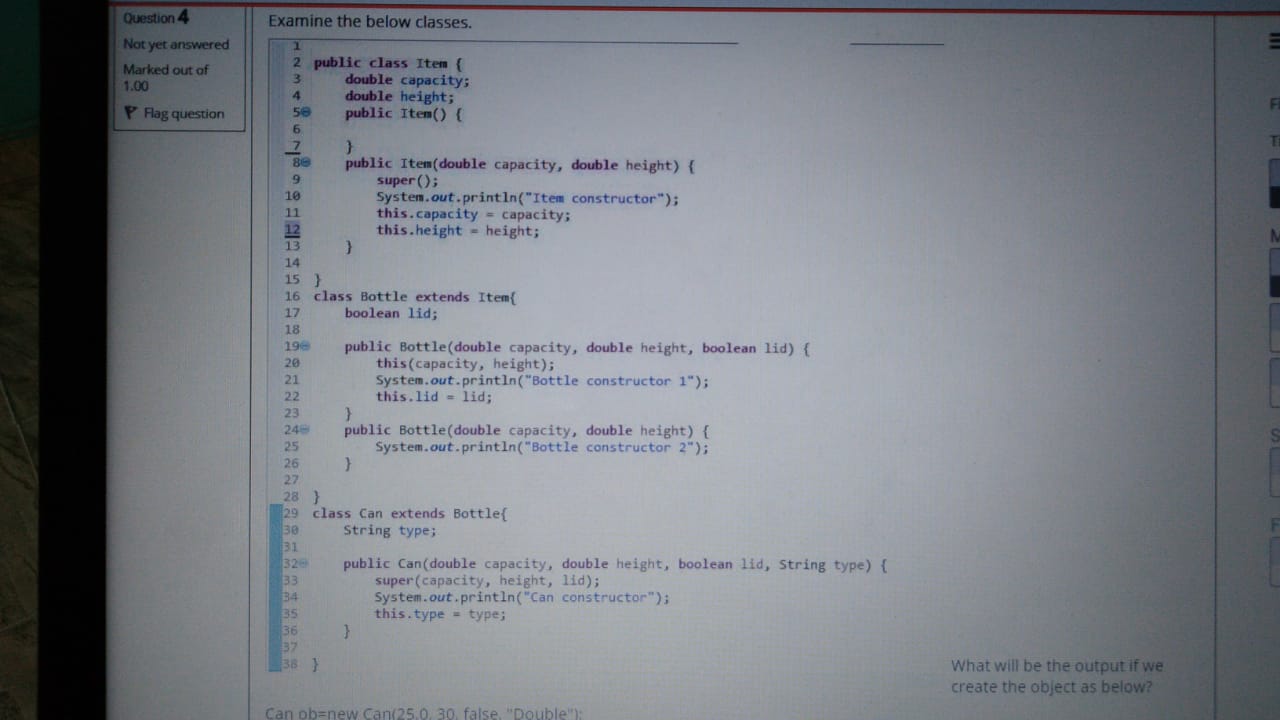 Question 4
Not yet answered
Marked out of
1.00
Flag question
Examine the below classes.
1
2 public class Item {
3 double capacity;
4 double height;
5 public Item() {
6
7 }
8 public Item(double capacity, double height) {
9 super();
10 System.out.println("Item constructor");
11 this.capacity = capacity;
12 this.height = height;
13 }
14
15 }
16 class Bottle extends Item{
17 boolean lid;
18
19 public Bottle(double capacity, double height, boolean lid) {
20 this(capacity, height);
21 System.out.println("Bottle constructor 1");
22 this.lid = lid;
23 }
24 public Bottle(double capacity, double height) {
25 System.out.println("Bottle constructor 2");
26 }
27
28 }
29 class Can extends Bottle{
30 String type;
31
32 public Can(double capacity, double height, boolean lid, String type) {
33 super(capacity, height, lid);
34 System.out.println("Can constructor");
35 this.type = type;
36 }
37
38 }
What will be the output if we
create the object as below?
Can ob=new Can(25.0, 30, false, "Double");